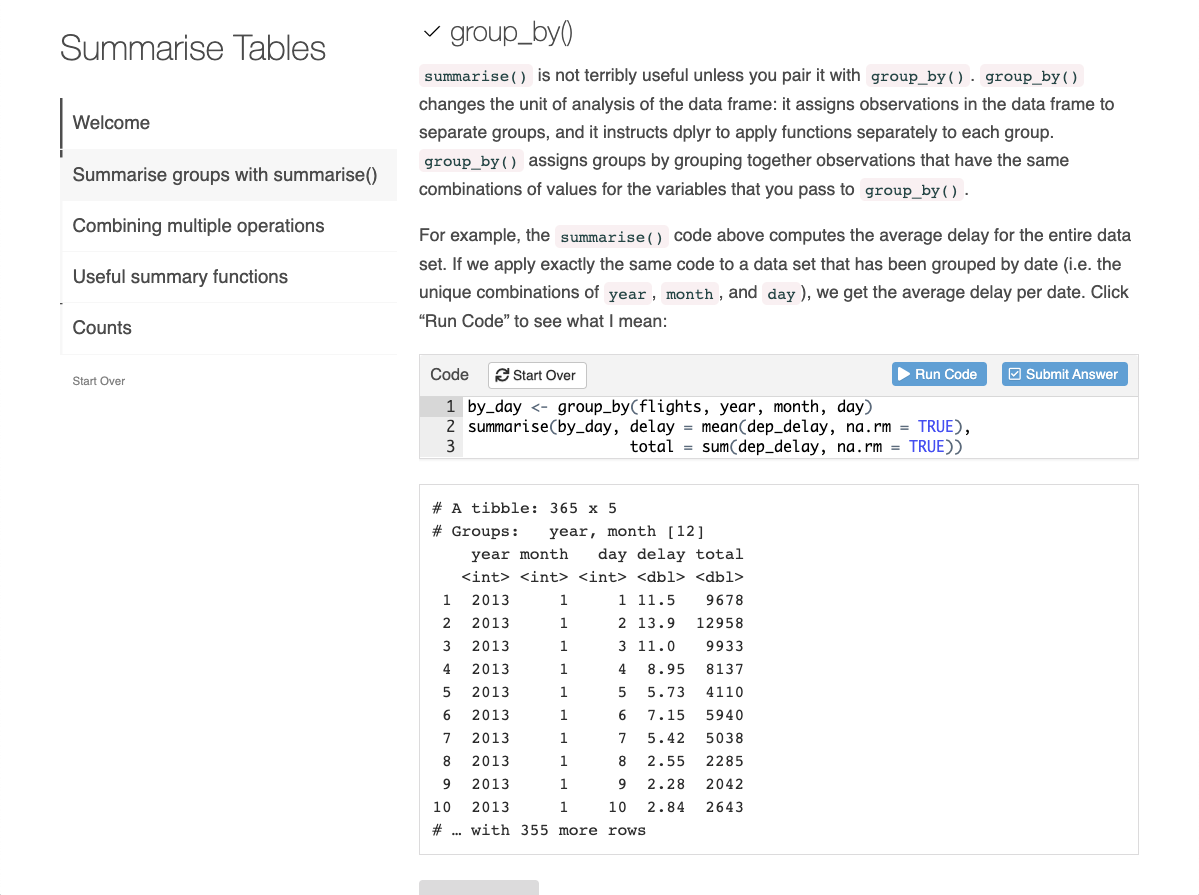 Summarise Tables
Welcome
Summarise groups with summarise()
Combining multiple operations
Useful summary functions
Counts
Start Over
group_by()
summarise() is not terribly useful unless you pair it with group_by(). group_by()
changes the unit of analysis of the data frame: it assigns observations in the data frame to
separate groups, and it instructs dplyr to apply functions separately to each group.
group_by() assigns groups by grouping together observations that have the same
combinations of values for the variables that you pass to group_by().
For example, the summarise() code above computes the average delay for the entire data
set. If we apply exactly the same code to a data set that has been grouped by date (i.e. the
unique combinations of year, month, and day), we get the average delay per date. Click
“Run Code” to see what I mean:
Code Start Over Run Code Submit Answer
1 by_day <- group_by(flights, year, month, day)
2 summarise(by_day, delay = mean(dep_delay, na.rm = TRUE),
3                   total = sum(dep_delay, na.rm = TRUE))
# A tibble: 365 x 5
# Groups:   year, month [12]
    year month   day delay total
   <int> <int> <int> <dbl> <dbl>
 1  2013     1     1 11.5   9678
 2  2013     1     2 13.9  12958
 3  2013     1     3 11.0   9933
 4  2013     1     4  8.95  8137
 5  2013     1     5  5.73  4110
 6  2013     1     6  7.15  5940
 7  2013     1     7  5.42  5038
 8  2013     1     8  2.55  2285
 9  2013     1     9  2.28  2042
10  2013     1    10  2.84  2643
# … with 355 more rows